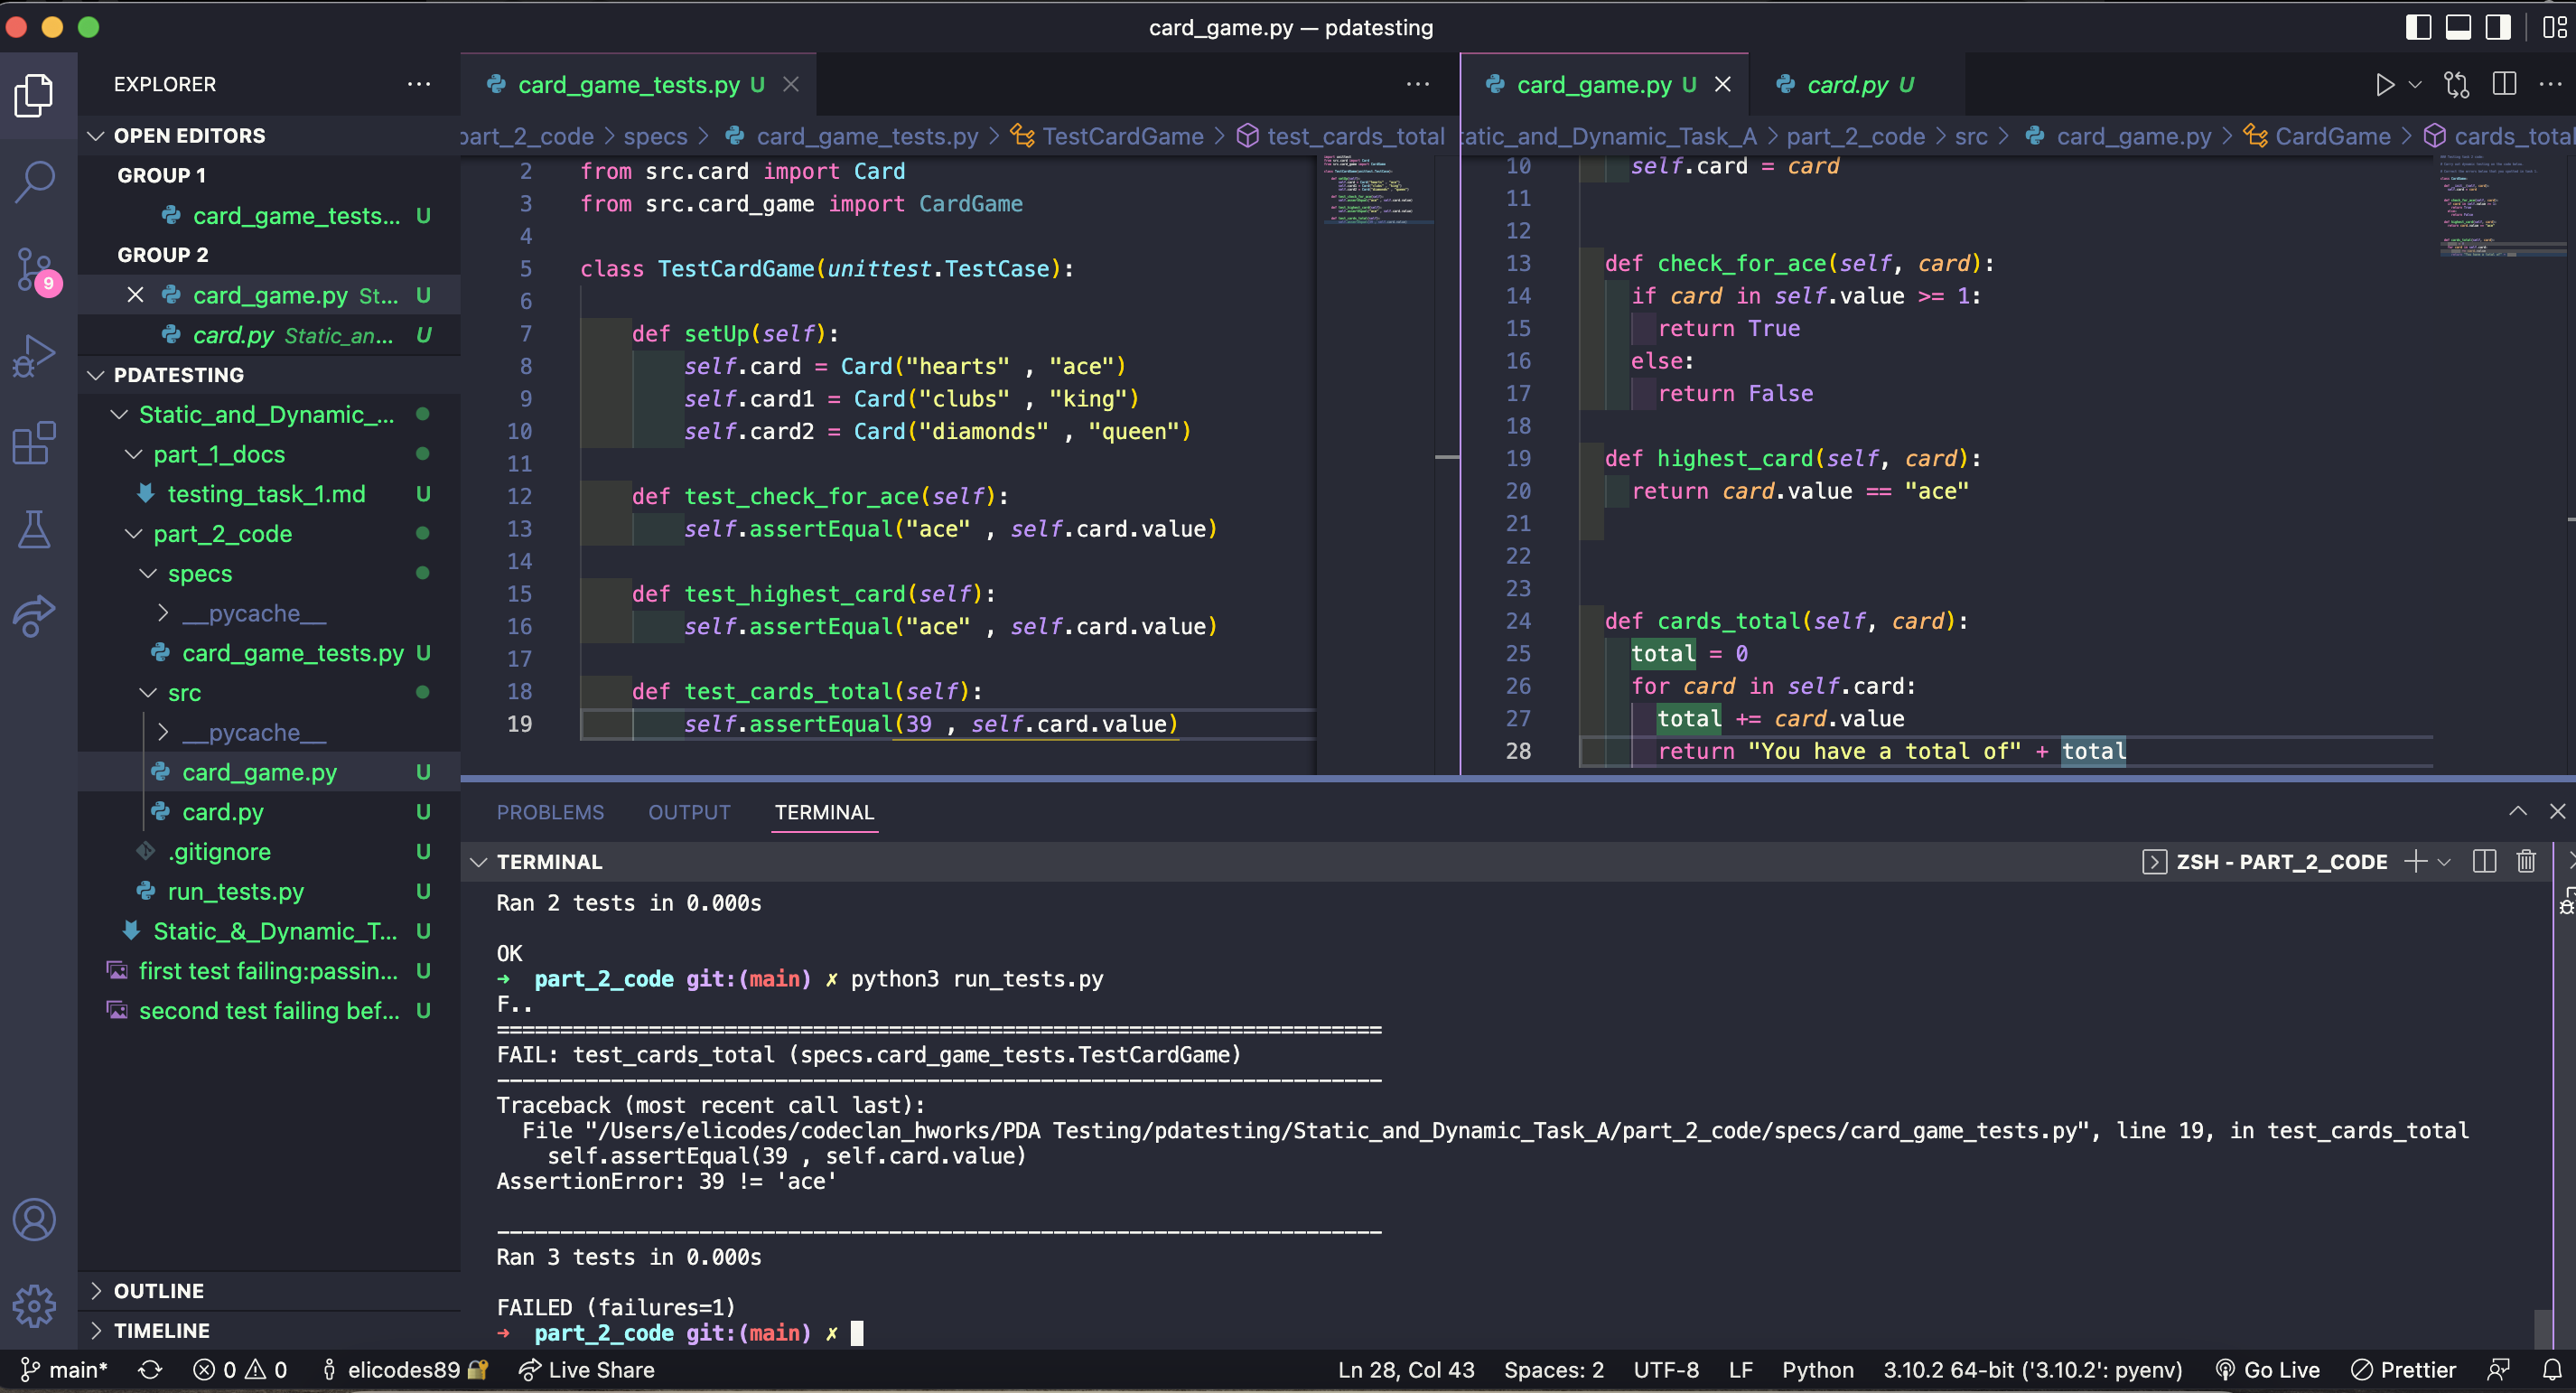 card_game.py — pdatesting
EXPLORER
OPEN EDITORS
GROUP 1
card_game_tests... U
GROUP 2
card_game.py St... U
card.py Static_an... U
PDATESTING
Static_and_Dynamic_...
part_1_docs
testing_task_1.md U
part_2_code
specs
__pycache__
card_game_tests.py U
src
__pycache__
card_game.py U
card.py U
.gitignore U
run_tests.py U
Static_&_Dynamic_T... U
first test failing:passin... U
second test failing bef... U
OUTLINE
TIMELINE
9
card_game_tests.py U
part_2_code > specs > card_game_tests.py > TestCardGame > test_cards_total
2 from src.card import Card
3 from src.card_game import CardGame
4
5 class TestCardGame(unittest.TestCase):
6
7 def setUp(self):
8 self.card = Card("hearts" , "ace")
9 self.card1 = Card("clubs" , "king")
10 self.card2 = Card("diamonds" , "queen")
11
12 def test_check_for_ace(self):
13 self.assertEqual("ace" , self.card.value)
14
15 def test_highest_card(self):
16 self.assertEqual("ace" , self.card.value)
17
18 def test_cards_total(self):
19 self.assertEqual(39 , self.card.value)
card_game.py U
card.py U
tatic_and_Dynamic_Task_A > part_2_code > src > card_game.py > CardGame > cards_total
10 self.card = card
11
12
13 def check_for_ace(self, card):
14 if card in self.value >= 1:
15 return True
16 else:
17 return False
18
19 def highest_card(self, card):
20 return card.value == "ace"
21
22
23
24 def cards_total(self, card):
25 total = 0
26 for card in self.card:
27 total += card.value
28 return "You have a total of" + total
PROBLEMS OUTPUT TERMINAL
TERMINAL
ZSH - PART_2_CODE
Ran 2 tests in 0.000s
OK
→ part_2_code git:(main) ✗ python3 run_tests.py
F..
======================================================================
FAIL: test_cards_total (specs.card_game_tests.TestCardGame)
----------------------------------------------------------------------
Traceback (most recent call last):
File "/Users/elicodes/codeclan_hworks/PDA Testing/pdatesting/Static_and_Dynamic_Task_A/part_2_code/specs/card_game_tests.py", line 19, in test_cards_total
self.assertEqual(39 , self.card.value)
AssertionError: 39 != 'ace'
----------------------------------------------------------------------
Ran 3 tests in 0.000s
FAILED (failures=1)
→ part_2_code git:(main) ✗
main* 0 0 elicodes89 Live Share Ln 28, Col 43 Spaces: 2 UTF-8 LF Python 3.10.2 64-bit ('3.10.2': pyenv) Go Live Prettier